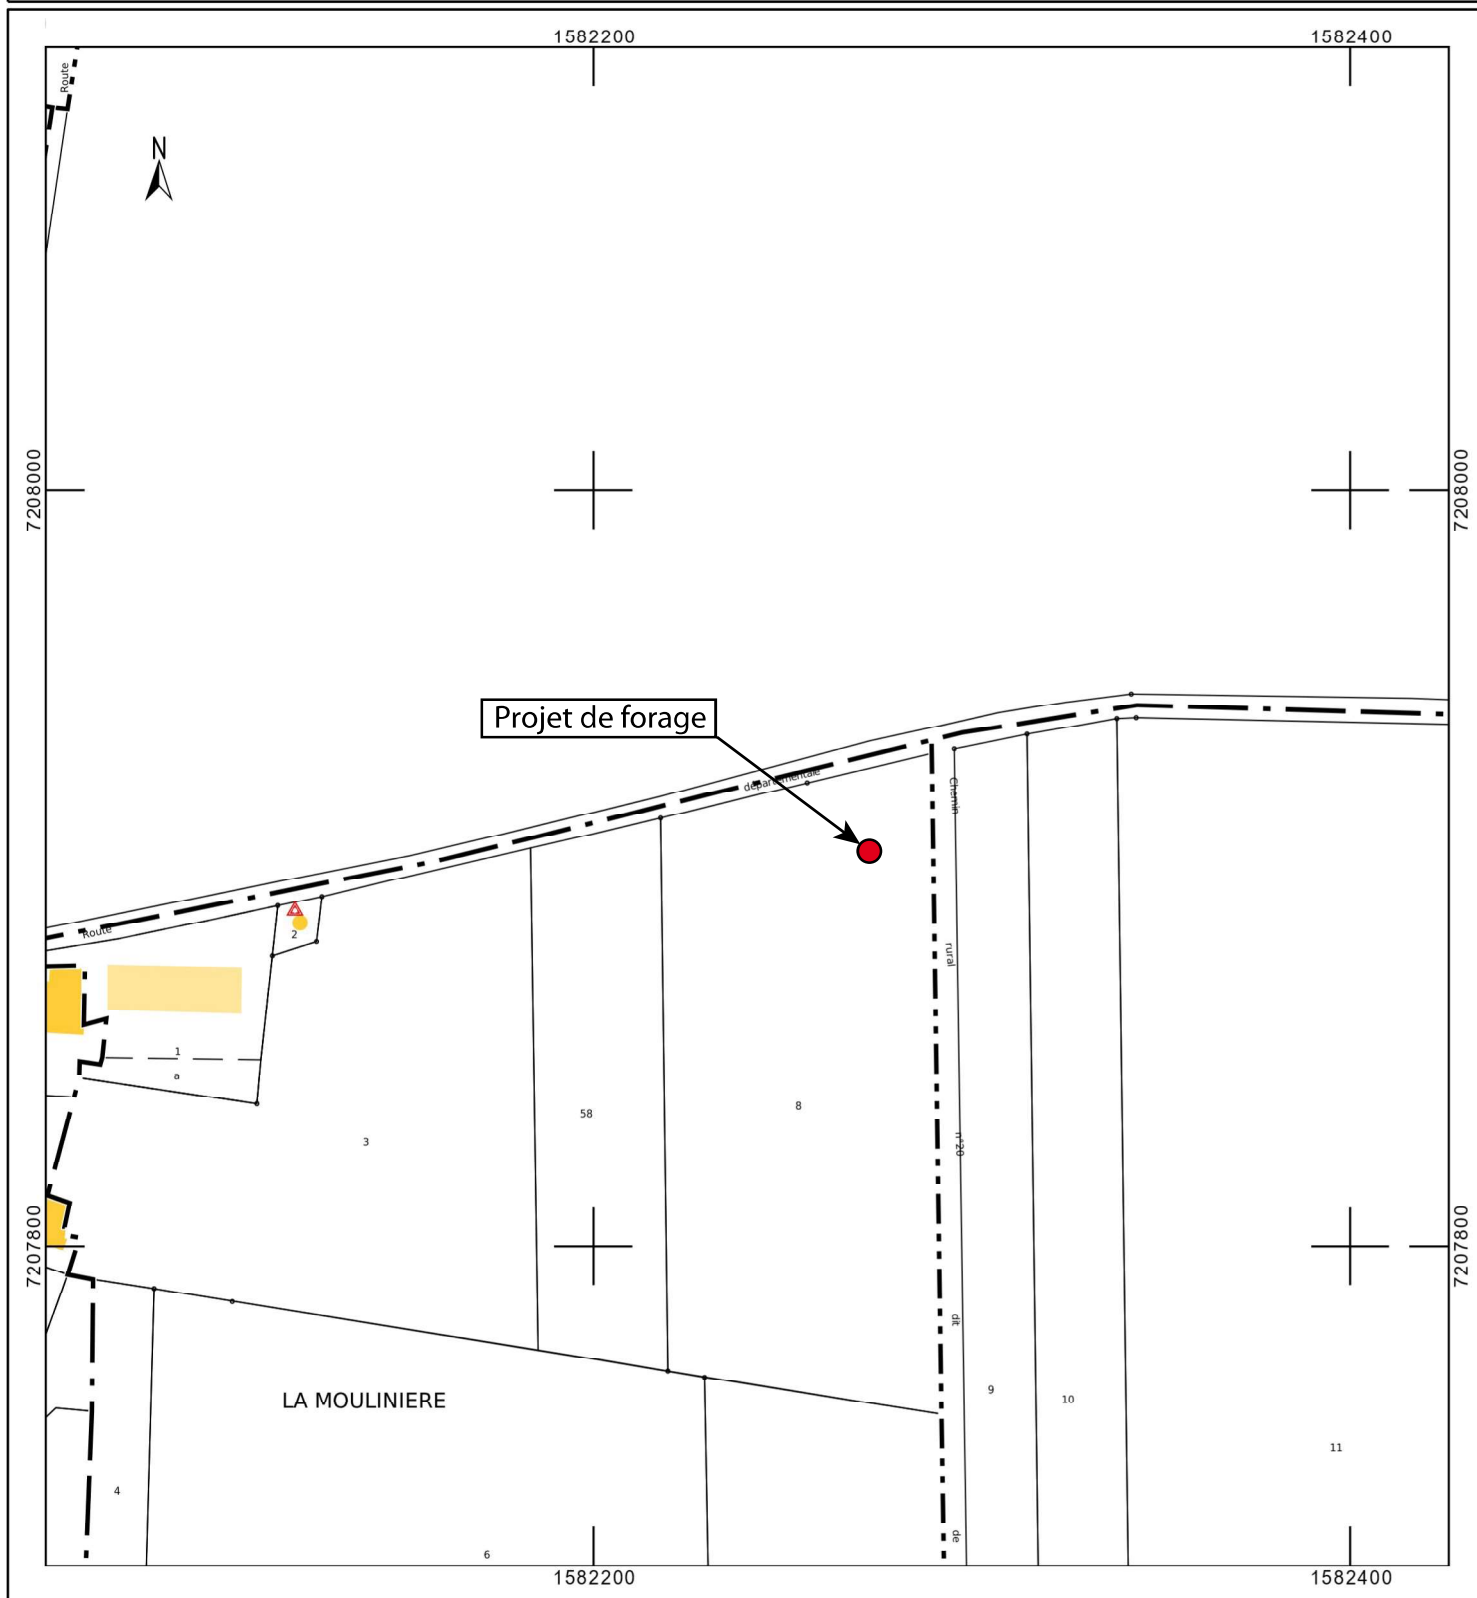 1582200
1582400
Route
N
7208000
7208000
Projet de forage
départementale
Chemin
Route
2
rural
1
a
58
8
3
n°20
7207800
7207800
dit
LA MOULINIERE
9
10
11
4
de
6
1582200
1582400